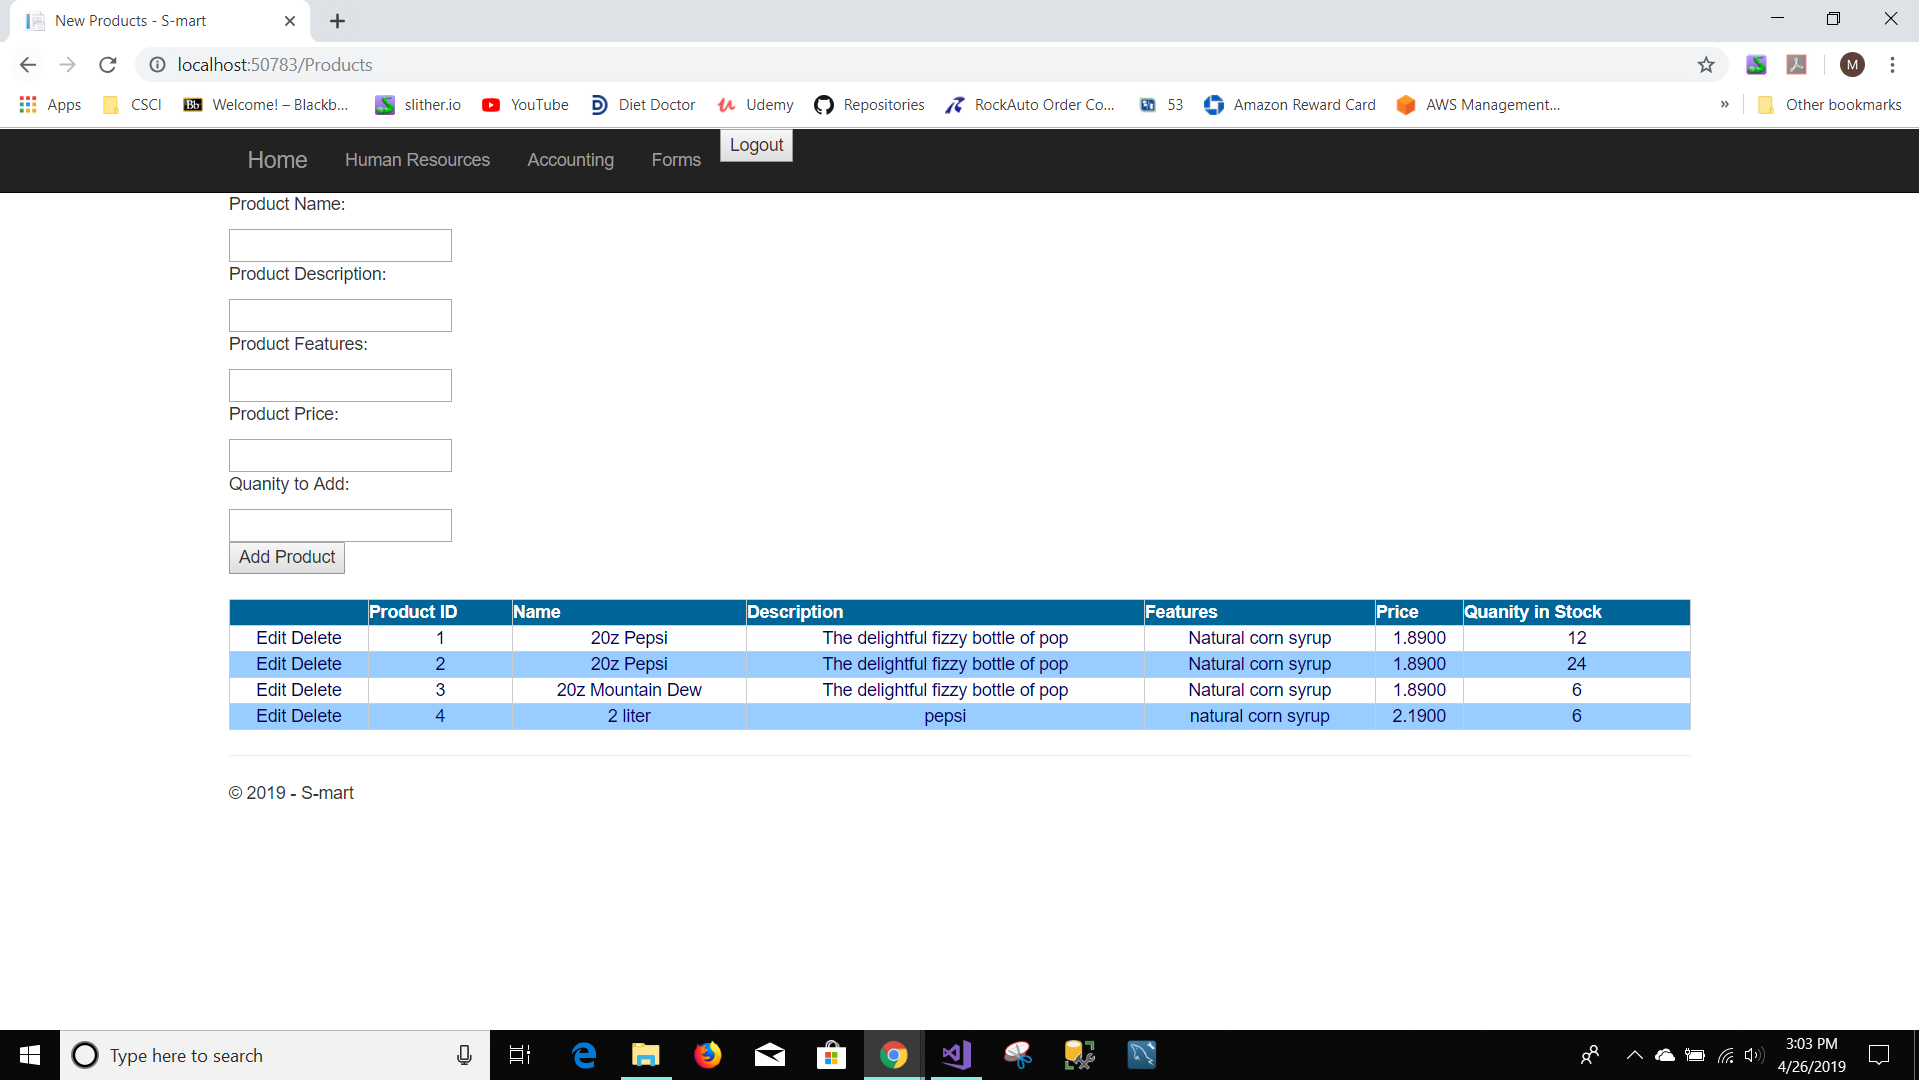 New Products - S-mart
localhost:50783/Products
M
Apps CSCI Bb Welcome! – Blackb... slither.io YouTube Diet Doctor Udemy Repositories RockAuto Order Co... 53 Amazon Reward Card AWS Management... » Other bookmarks
Home Human Resources Accounting Forms Logout
Product Name:
Product Description:
Product Features:
Product Price:
Quanity to Add:
Add Product
Product ID Name Description Features Price Quanity in Stock
Edit Delete 1 20z Pepsi The delightful fizzy bottle of pop Natural corn syrup 1.8900 12
Edit Delete 2 20z Pepsi The delightful fizzy bottle of pop Natural corn syrup 1.8900 24
Edit Delete 3 20z Mountain Dew The delightful fizzy bottle of pop Natural corn syrup 1.8900 6
Edit Delete 4 2 liter pepsi natural corn syrup 2.1900 6
© 2019 - S-mart
Type here to search
3:03 PM
4/26/2019